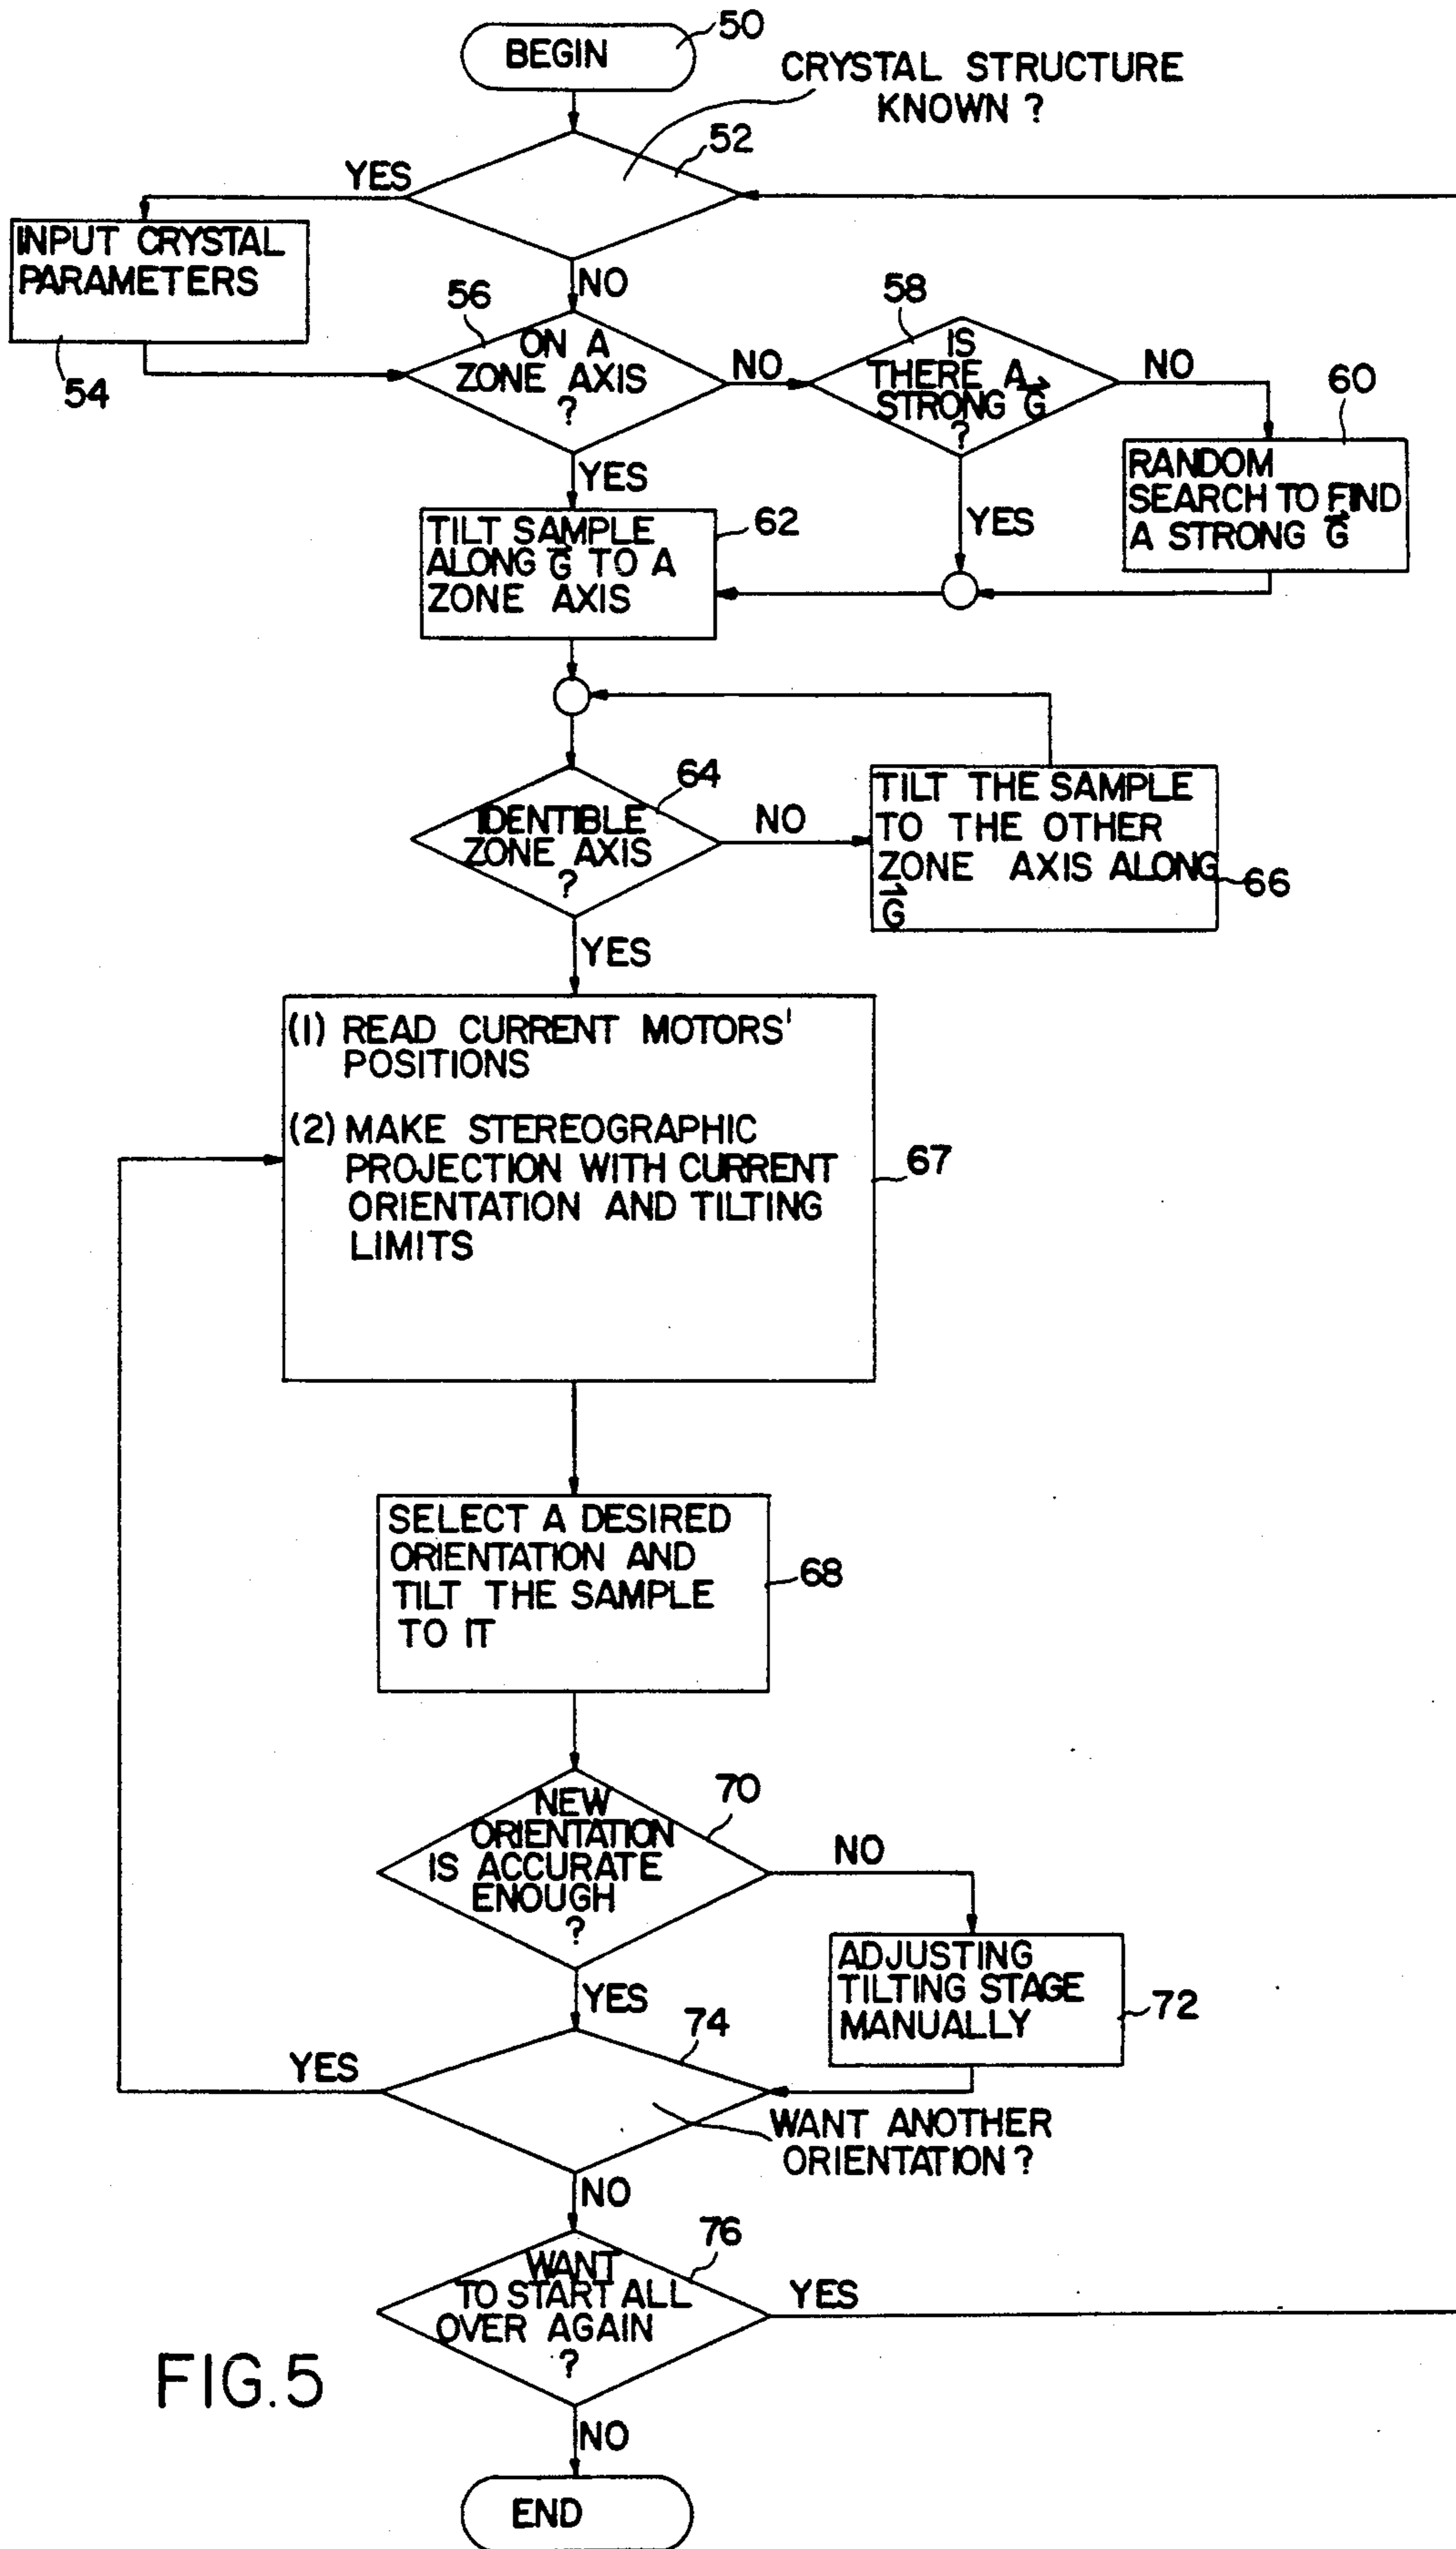 BEGIN
50
CRYSTAL STRUCTURE
KNOWN ?
52
YES
INPUT CRYSTAL
PARAMETERS
54
NO
56
ON A
ZONE AXIS
?
NO
58
IS
THERE A
STRONG G⃗
?
NO
60
RANDOM
SEARCH TO FIND
A STRONG G⃗
YES
YES
TILT SAMPLE
ALONG G⃗ TO A
ZONE AXIS
62
64
IDENTIBLE
ZONE AXIS
?
NO
TILT THE SAMPLE
TO THE OTHER
ZONE AXIS ALONG
G⃗
66
YES
(1) READ CURRENT MOTORS'
POSITIONS
(2) MAKE STEREOGRAPHIC
PROJECTION WITH CURRENT
ORIENTATION AND TILTING
LIMITS
67
SELECT A DESIRED
ORIENTATION AND
TILT THE SAMPLE
TO IT
68
70
NEW
ORIENTATION
IS ACCURATE
ENOUGH
?
NO
ADJUSTING
TILTING STAGE
MANUALLY
72
YES
74
YES
WANT ANOTHER
ORIENTATION ?
NO
76
WANT
TO START ALL
OVER AGAIN
?
YES
FIG.5
NO
END